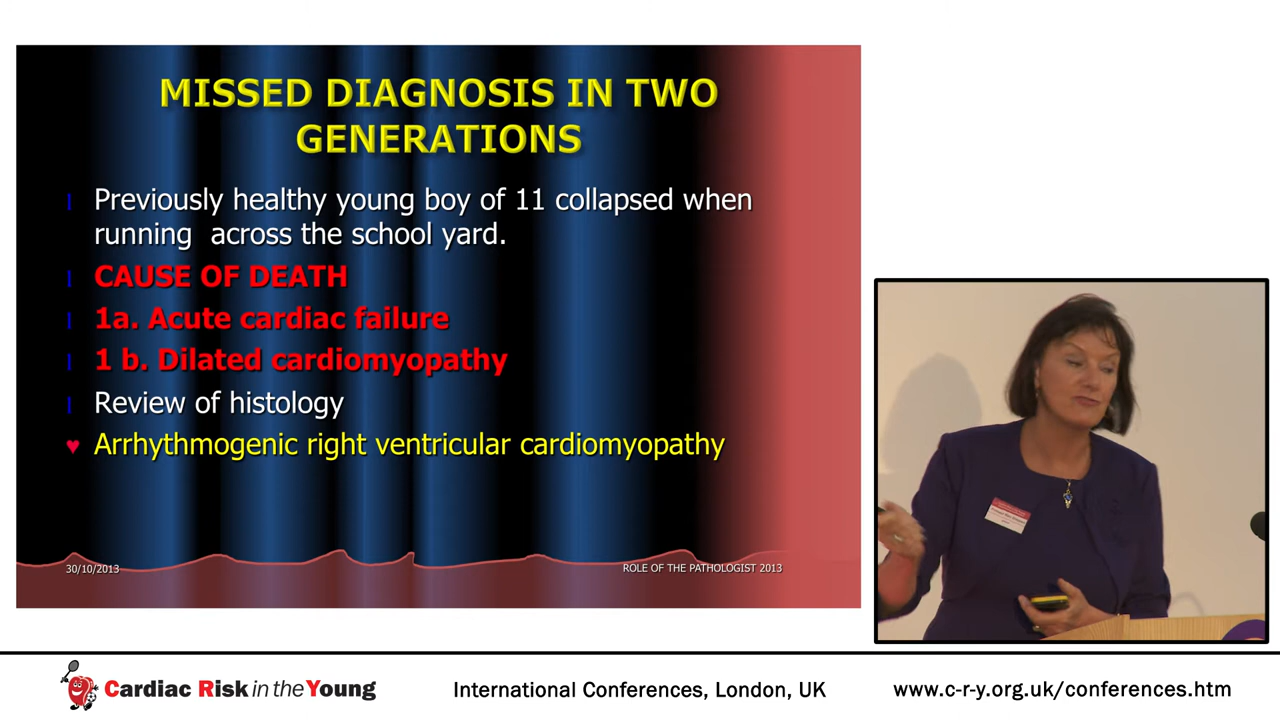 MISSED DIAGNOSIS IN TWO
GENERATIONS
Previously healthy young boy of 11 collapsed when
running across the school yard.
CAUSE OF DEATH
1a. Acute cardiac failure
1 b. Dilated cardiomyopathy
Review of histology
Arrhythmogenic right ventricular cardiomyopathy
30/10/2013
ROLE OF THE PATHOLOGIST 2013
Cardiac Risk in the Young
International Conferences, London, UK
www.c-r-y.org.uk/conferences.htm